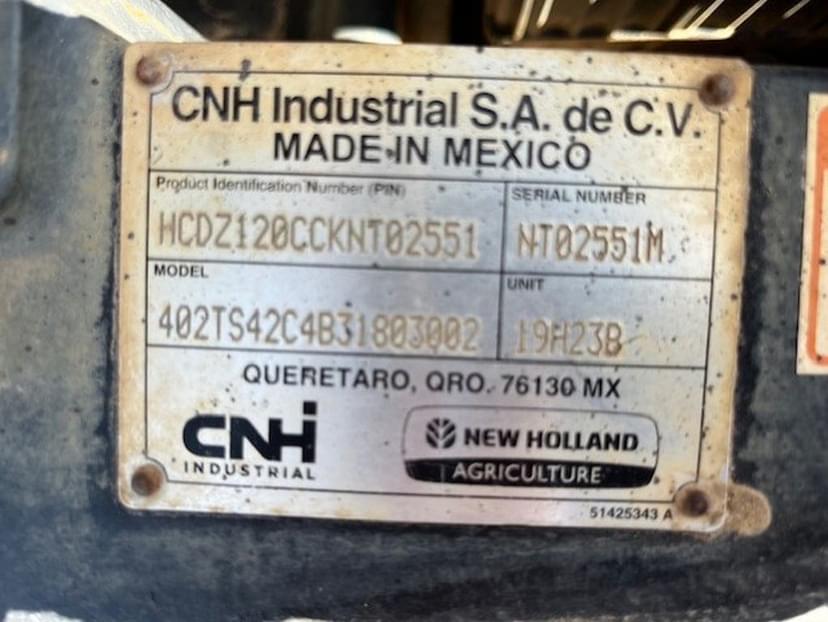 CNH Industrial S.A. de C.V.
MADE IN MEXICO
Product Identification Number (PIN)
SERIAL NUMBER
HCDZ120CCKNT02551
NT02551M
MODEL
UNIT
402TS42C4B31803002
19H23B
QUERETARO, QRO. 76130 MX
CNH
INDUSTRIAL
NEW HOLLAND
AGRICULTURE
51425343 A